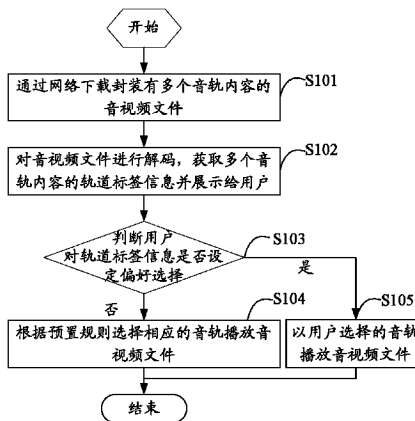 开始
S101
通过网络下载封装有多个音轨内容的
音视频文件
S102
对音视频文件进行解码，获取多个音
轨内容的轨道标签信息并展示给用户
S103
判断用户
对轨道标签信息是否设
定偏好选择
是
否
S104
根据预置规则选择相应的音轨播放音
视频文件
S105
以用户选择的音轨
播放音视频文件
结束